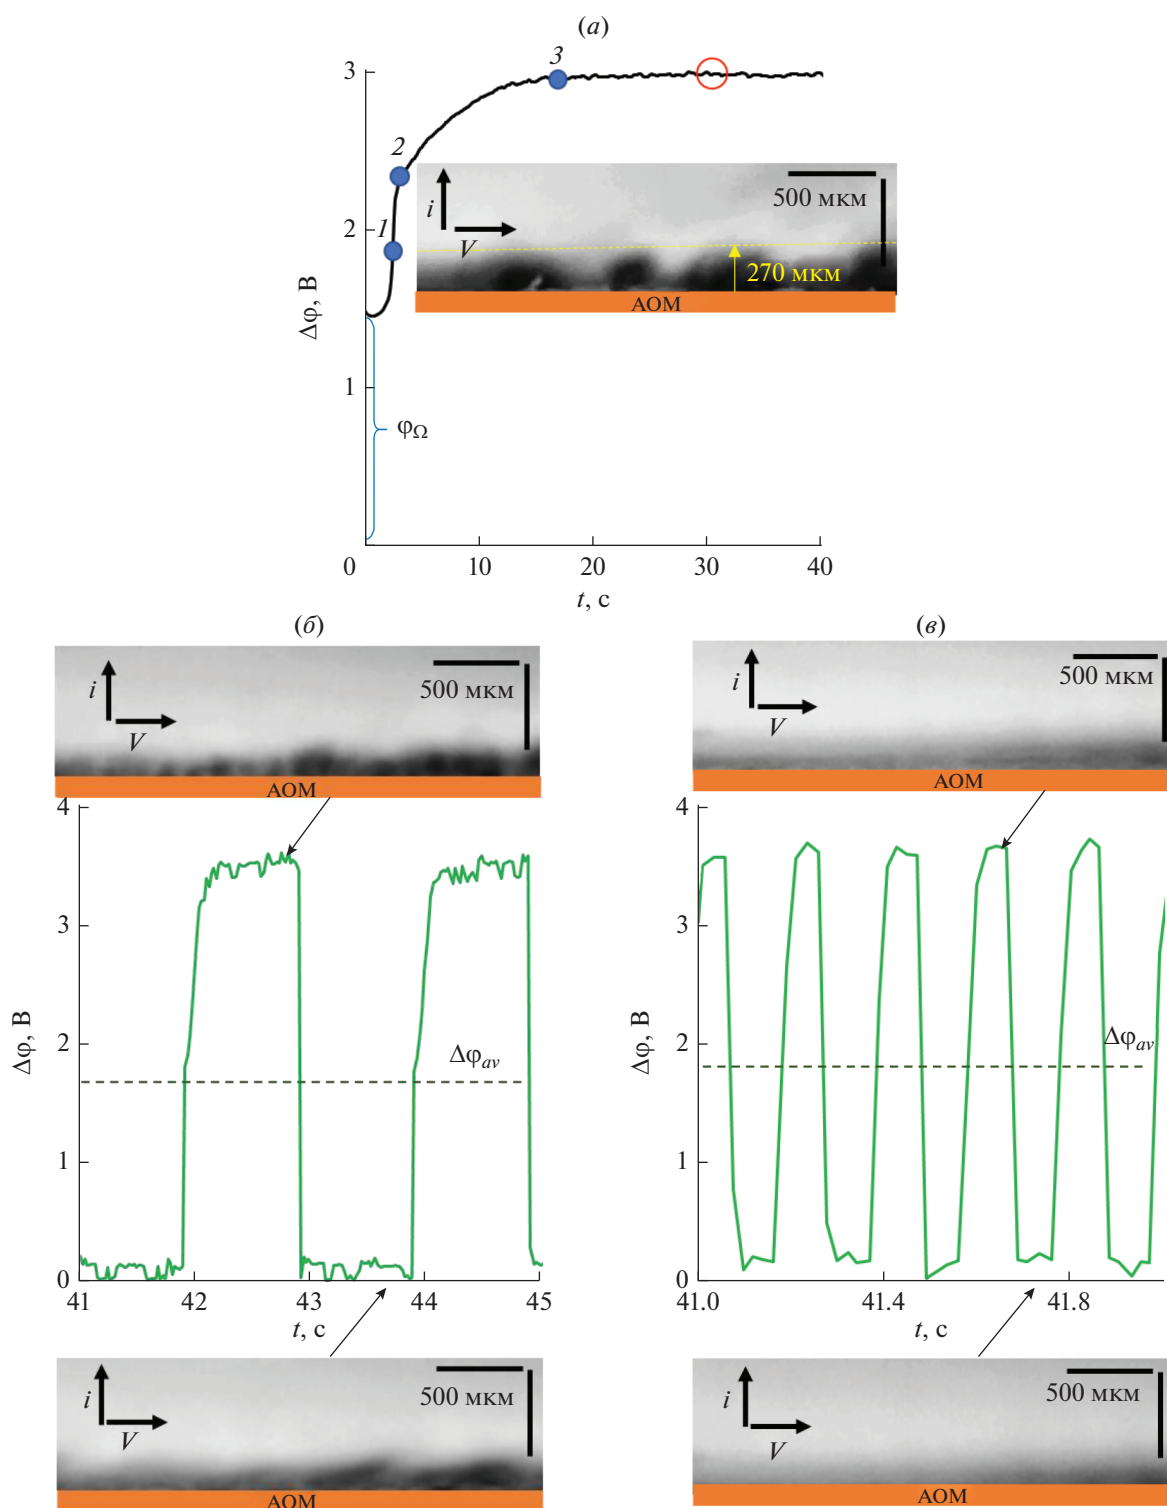 (а)
3
3
2
500 мкм
i
V
1
2
270 мкм
АОМ
Δφ, В
1
φΩ
0 10 20 30 40
t, с
(б)
500 мкм
i
V
АОМ
4
3
Δφ, В
2
Δφav
1
0
41 42 43 44 45
t, с
500 мкм
i
V
АОМ
(в)
500 мкм
i
V
АОМ
4
3
Δφ, В
2
Δφav
1
0
41.0 41.4 41.8
t, с
500 мкм
i
V
АОМ